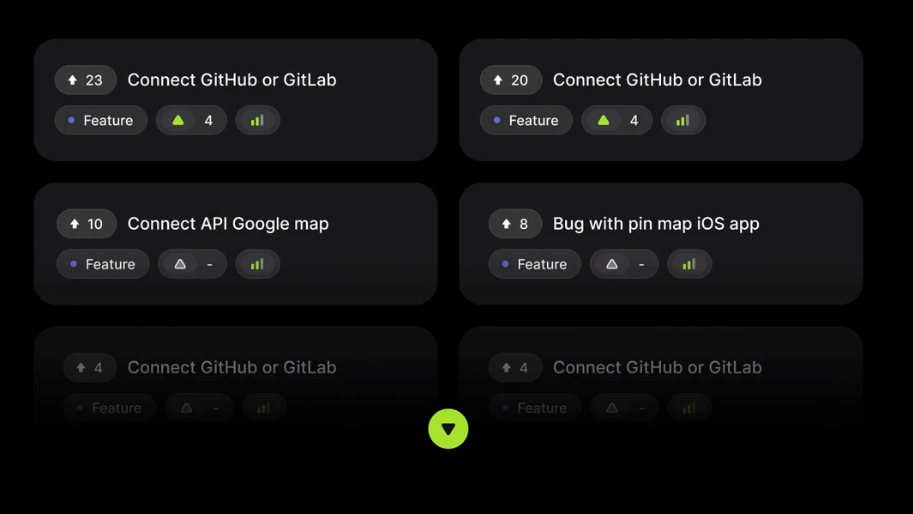 23 Connect GitHub or GitLab
Feature 4
20 Connect GitHub or GitLab
Feature 4
10 Connect API Google map
Feature -
8 Bug with pin map iOS app
Feature -
4 Connect GitHub or GitLab
Feature -
4 Connect GitHub or GitLab
Feature -